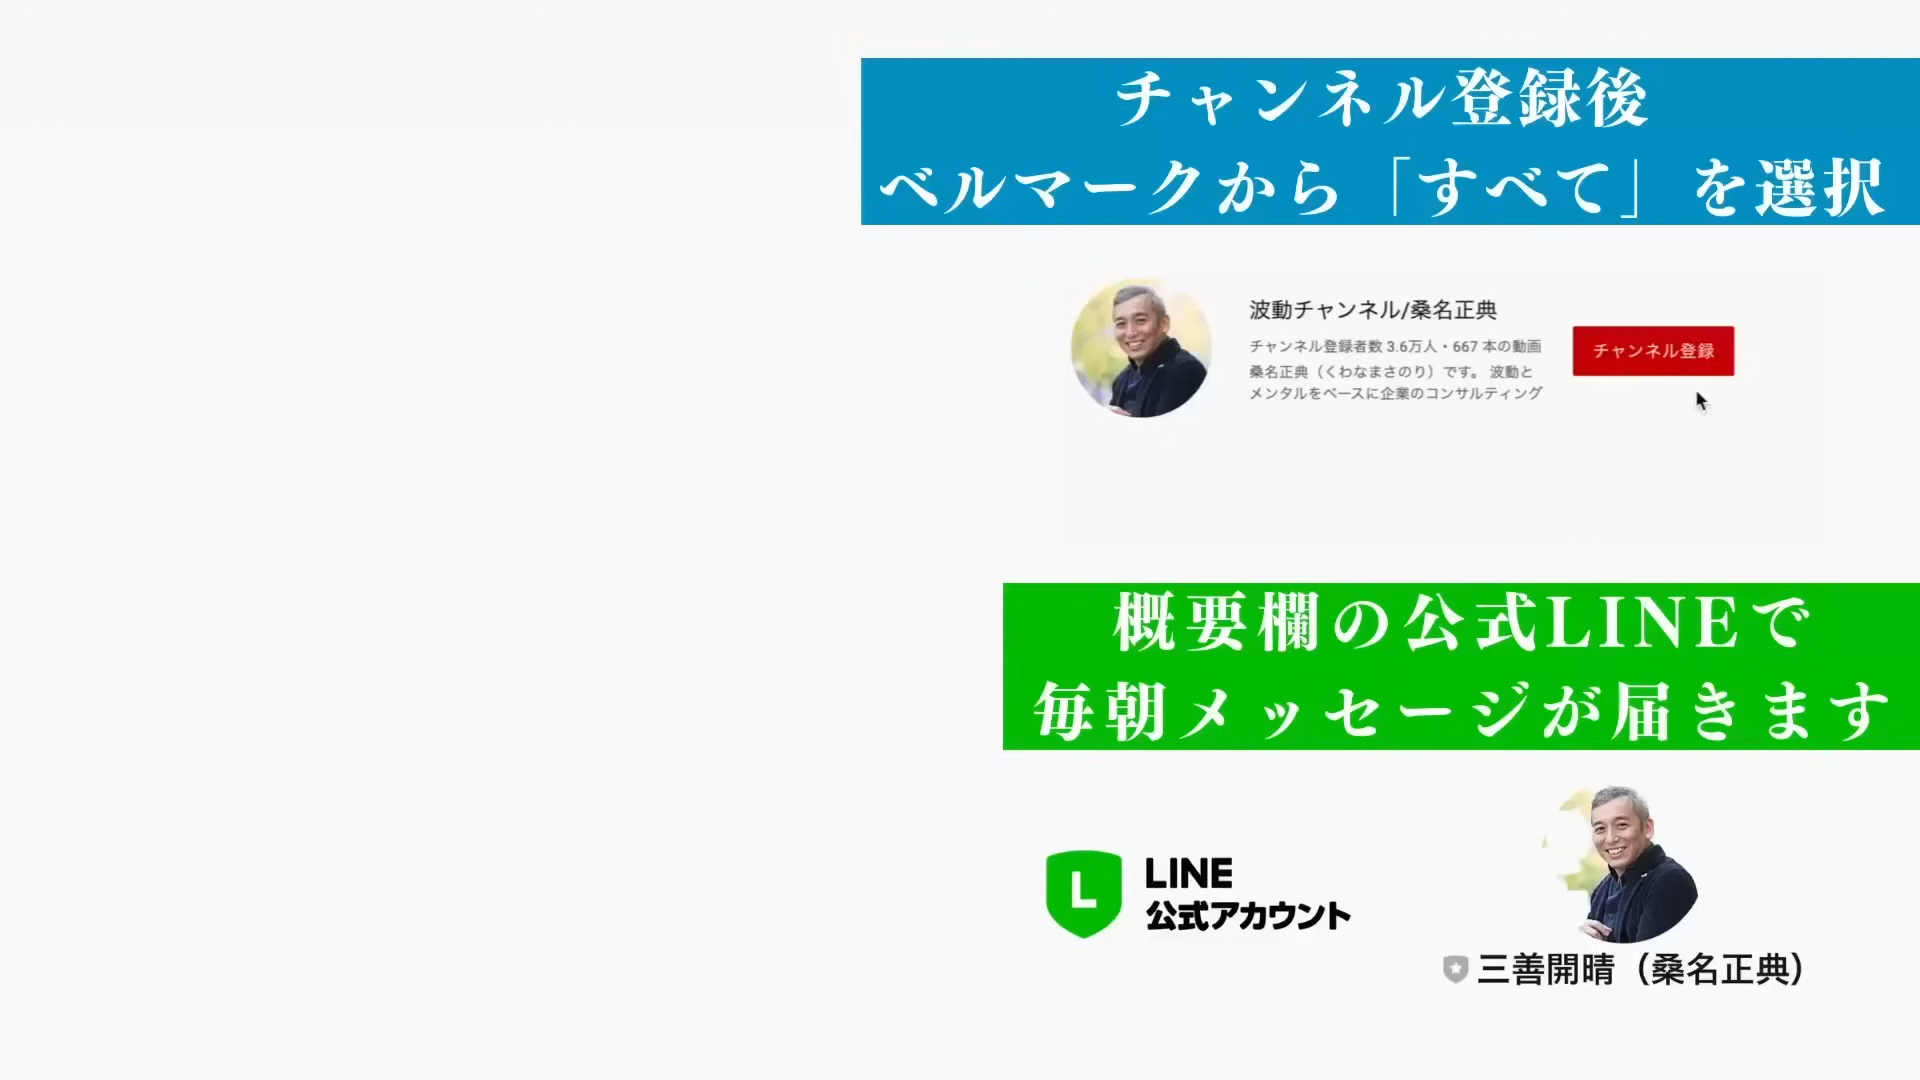 チャンネル登録後
ベルマークから「すべて」を選択
波動チャンネル/桑名正典
チャンネル登録者数 3.6万人・667 本の動画
桑名正典（くわなまさのり）です。 波動と
メンタルをベースに企業のコンサルティング
チャンネル登録
概要欄の公式LINEで
毎朝メッセージが届きます
L
LINE
公式アカウント
三善開晴（桑名正典）